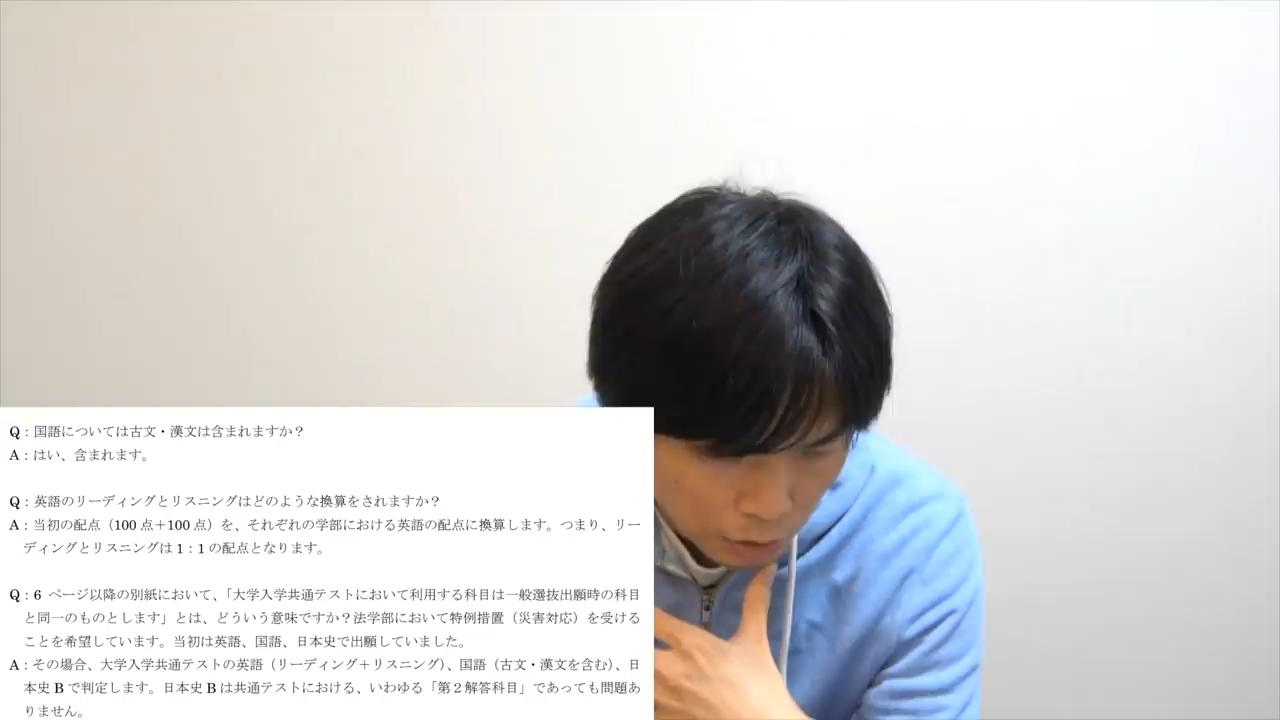 Q：国語については古文・漢文は含まれますか？
A：はい、含まれます。
Q：英語のリーディングとリスニングはどのような換算をされますか？
A：当初の配点（100 点＋100 点）を、それぞれの学部における英語の配点に換算します。つまり、リー
ディングとリスニングは 1：1 の配点となります。
Q：6 ページ以降の別紙において、「大学入学共通テストにおいて利用する科目は一般選抜出願時の科目
と同一のものとします」とは、どういう意味ですか？法学部において特例措置（災害対応）を受ける
ことを希望しています。当初は英語、国語、日本史で出願していました。
A：その場合、大学入学共通テストの英語（リーディング＋リスニング）、国語（古文・漢文を含む）、日
本史 B で判定します。日本史 B は共通テストにおける、いわゆる「第２解答科目」であっても問題あ
りません。